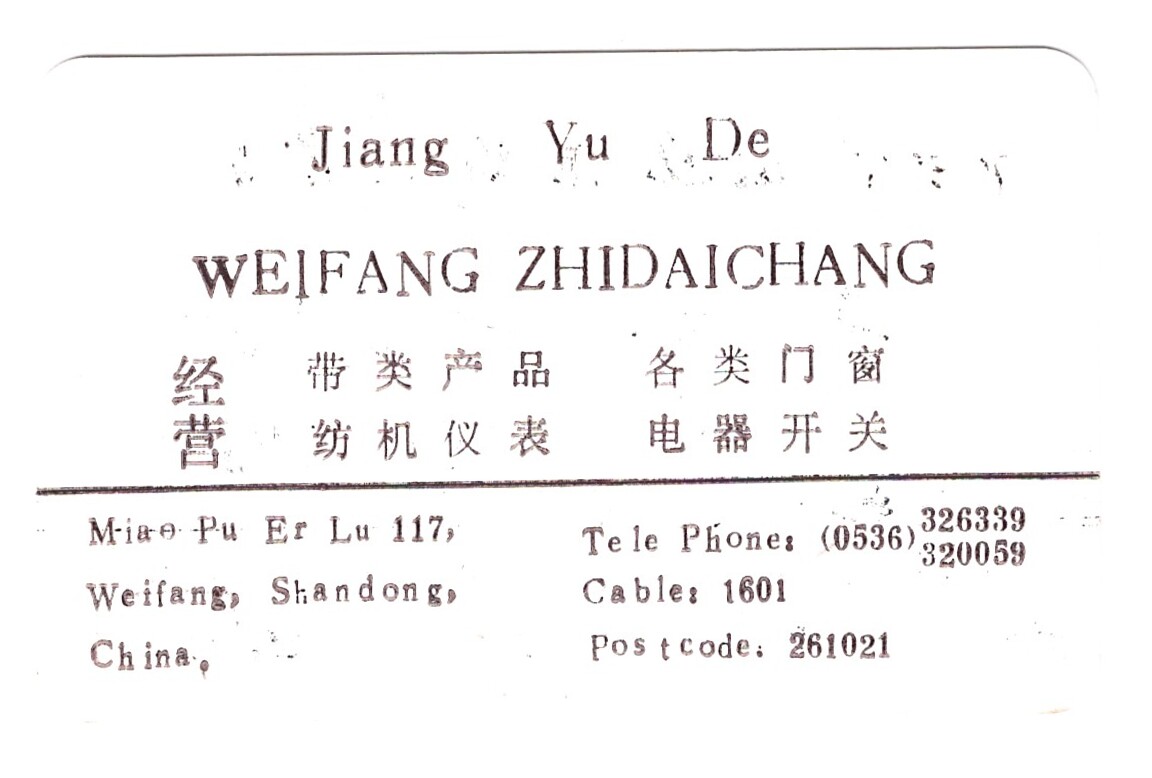 Jiang Yu De
WEIFANG ZHIDAICHANG
经营
带类产品 各类门窗
纺机仪表 电器开关
Miao Pu Er Lu 117,
Weifang, Shandong,
China。
Tele Phone: (0536) 326339
320059
Cable: 1601
Postcode: 261021